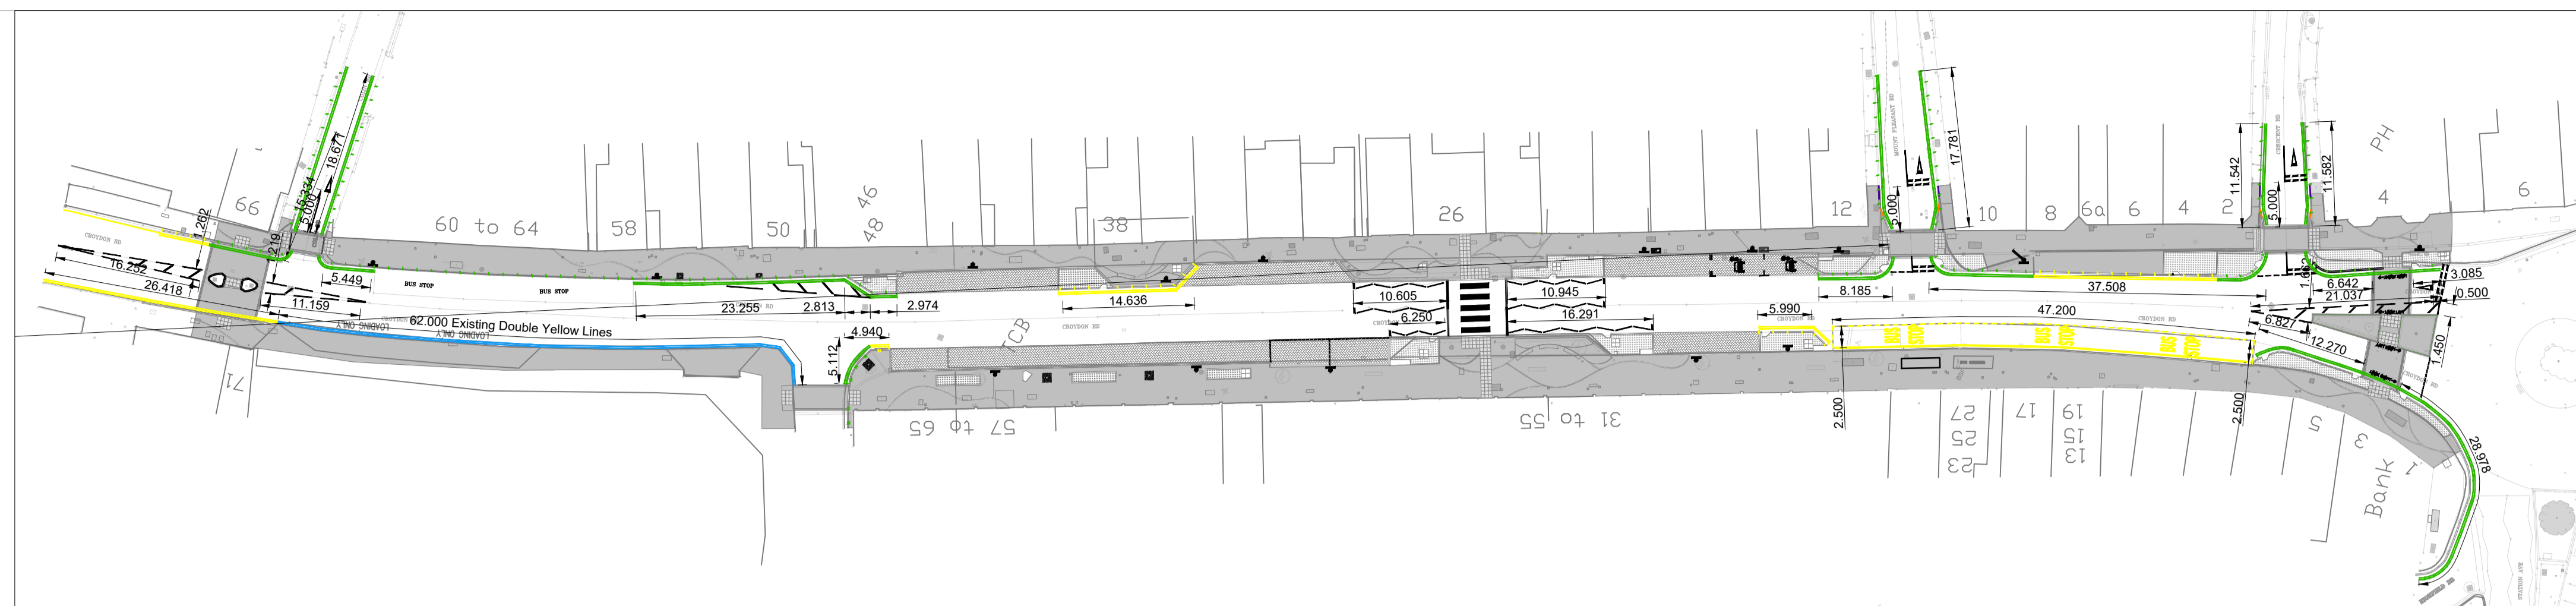 66
CROYDON RD
1.262
16.252
26.418
.219
15.334
5.000
18.671
5.449
11.159
LOADING ONLY
LOADING ONLY
62.000 Existing Double Yellow Lines
71
60 to 64
BUS STOP
BUS STOP
58
50
46
48
23.255
2.813
2.974
4.940
5.112
TCB
57 to 65
38
14.636
CROYDON RD
26
10.605
6.250
10.945
16.291
31 to 55
12
MOUNT PLEASANT RD
5.000
17.781
10
8
6a
6
4
2
5.990
8.185
37.508
47.200
CROYDON RD
BUS STOP
BUS STOP
BUS STOP
2.500
2.500
27
25
23
17
19
15
13
11.542
5.000
CRESCENT RD
11.582
PH
4
6
1.662
6.642
21.037
3.085
0.500
6.827
12.270
1.450
CROYDON RD
5
3
1
Bank
28.978
STATION AVE